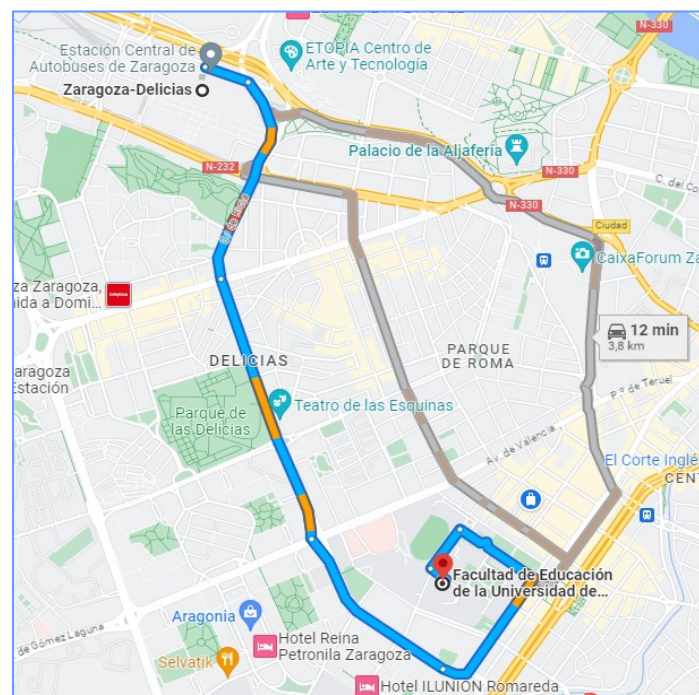 N-330
Estación Central de
Autobuses de Zaragoza
ETOPIA Centro de
Arte y Tecnología
Zaragoza-Delicias
Palacio de la Aljafería
N-232
N-330
N-330
C. del Co
Ciudad
CaixaForum Za
za Zaragoza,
nida a Domi...
12 min
3,8 km
DELICIAS
PARQUE
DE ROMA
aragoza
Estación
P.º de Teruel
Teatro de las Esquinas
Parque de
las Delicias
Av. de Valencia
El Corte Inglé
CENT
Facultad de Educación
de la Universidad de...
Aragonia
de Gómez Laguna
Hotel Reina
Petronila Zaragoza
Selvatik
Hotel ILUNION Romareda